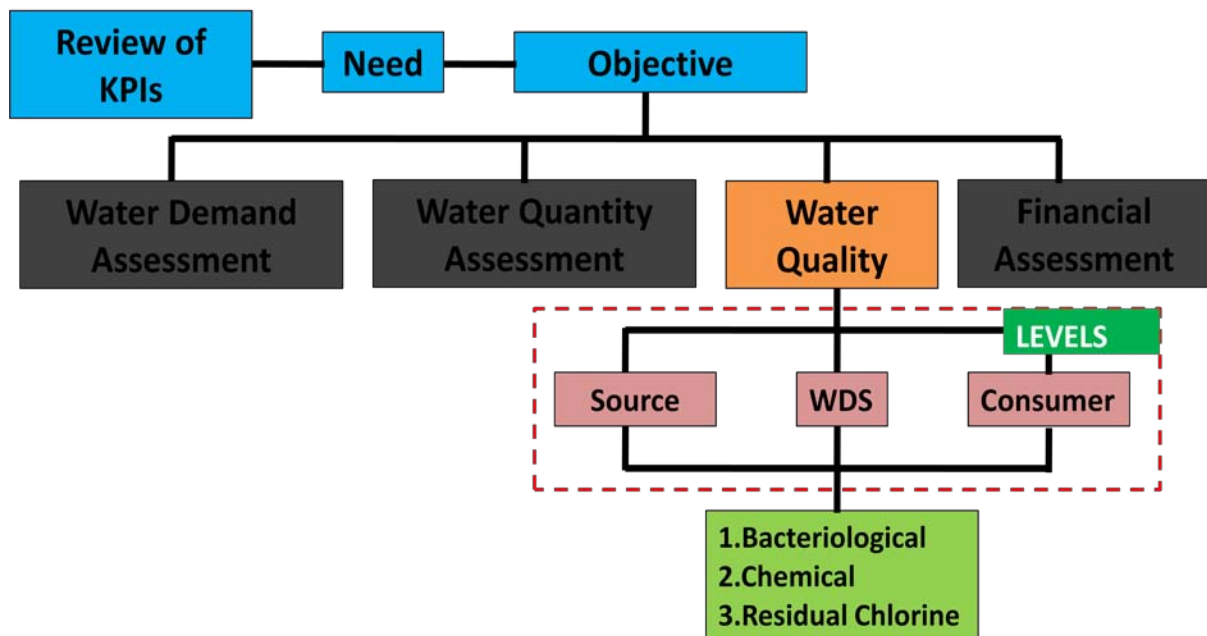 Review of
KPIs
Need
Objective
Water Demand
Assessment
Water Quantity
Assessment
Water
Quality
Financial
Assessment
LEVELS
Source
WDS
Consumer
1.Bacteriological
2.Chemical
3.Residual Chlorine